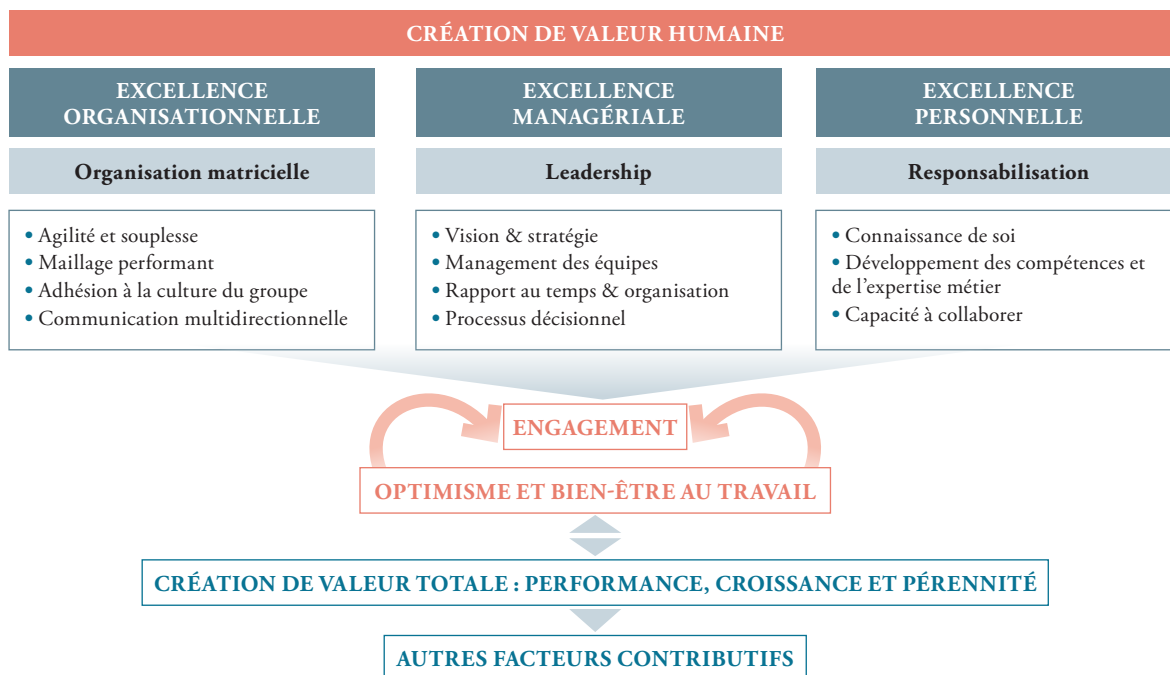 CRÉATION DE VALEUR HUMAINE
EXCELLENCE
ORGANISATIONNELLE
Organisation matricielle
• Agilité et souplesse
• Maillage performant
• Adhésion à la culture du groupe
• Communication multidirectionnelle
EXCELLENCE
MANAGÉRIALE
Leadership
• Vision & stratégie
• Management des équipes
• Rapport au temps & organisation
• Processus décisionnel
EXCELLENCE
PERSONNELLE
Responsabilisation
• Connaissance de soi
• Développement des compétences et
de l’expertise métier
• Capacité à collaborer
ENGAGEMENT
OPTIMISME ET BIEN-ÊTRE AU TRAVAIL
CRÉATION DE VALEUR TOTALE : PERFORMANCE, CROISSANCE ET PÉRENNITÉ
AUTRES FACTEURS CONTRIBUTIFS